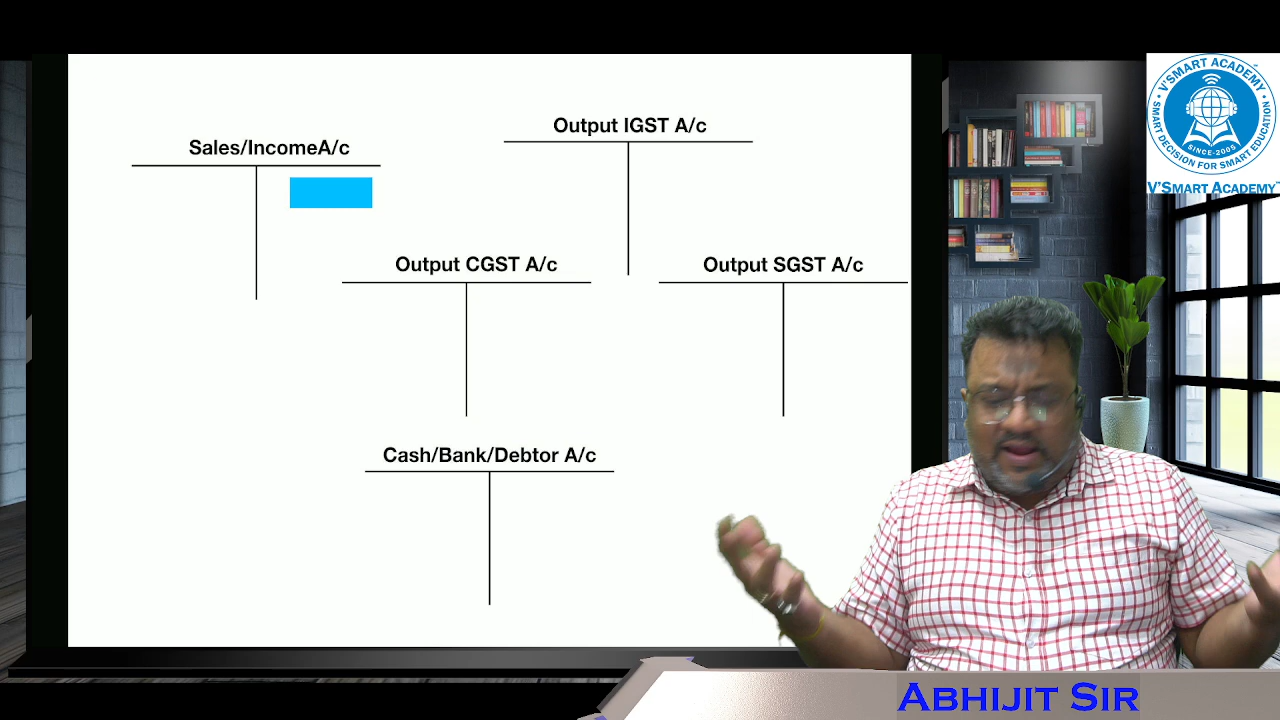 Output IGST A/c
Sales/IncomeA/c
Output CGST A/c
Output SGST A/c
Cash/Bank/Debtor A/c
V'SMART ACADEMY
SMART DECISION FOR SMART EDUCATION
SINCE-2005
V'SMART ACADEMY™
ABHIJIT SIR